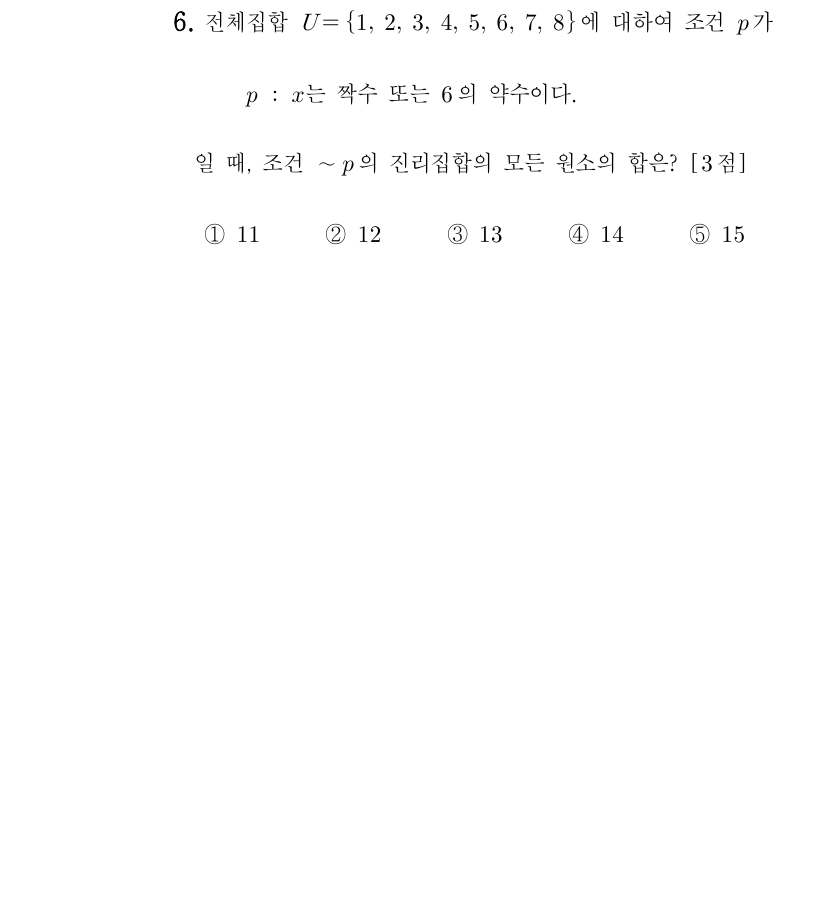 6. 전체집합 U={1, 2, 3, 4, 5, 6, 7, 8}에 대하여 조건 p가
p : x는 짝수 또는 6의 약수이다.
일 때, 조건 ~p의 진리집합의 모든 원소의 합은? [3점]
① 11 ② 12 ③ 13 ④ 14 ⑤ 15